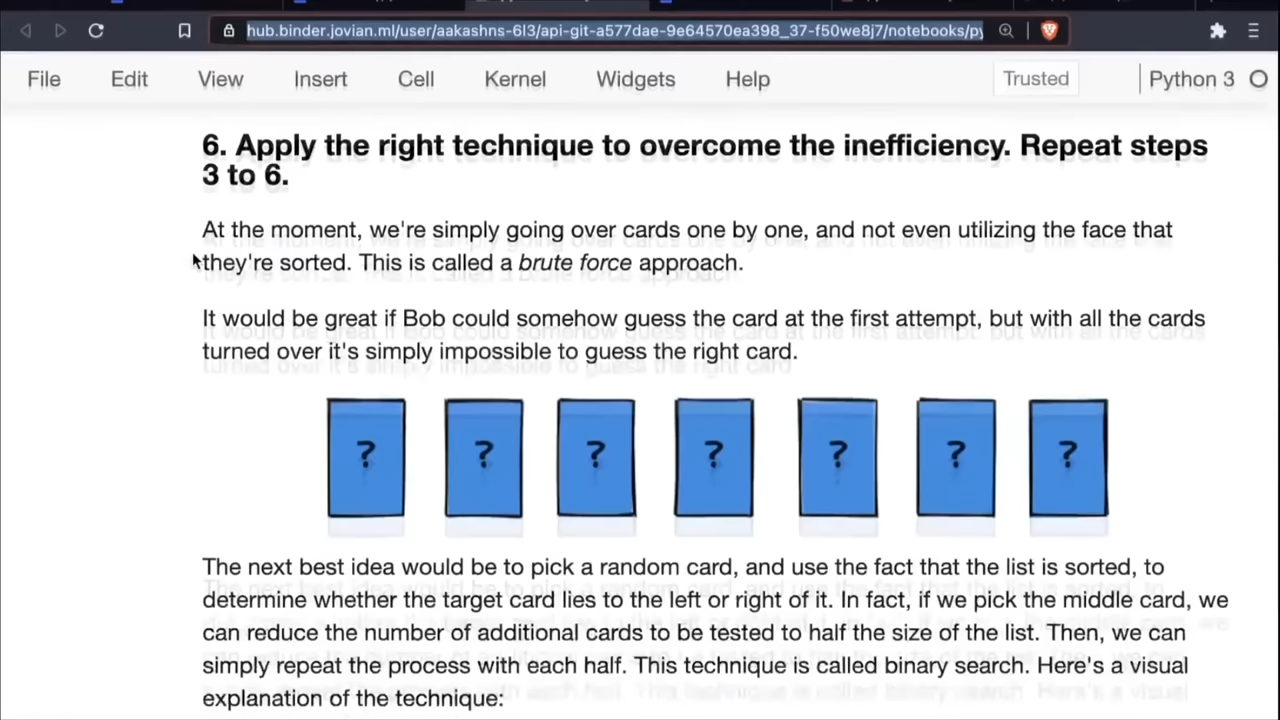 hub.binder.jovian.ml/user/aakashns-6l3/api-git-a577dae-9e64570ea398_37-f50we8j7/notebooks/py
File Edit View Insert Cell Kernel Widgets Help Trusted Python 3
6. Apply the right technique to overcome the inefficiency. Repeat steps
3 to 6.
At the moment, we're simply going over cards one by one, and not even utilizing the face that
they're sorted. This is called a brute force approach.
It would be great if Bob could somehow guess the card at the first attempt, but with all the cards
turned over it's simply impossible to guess the right card.
? ? ? ? ? ? ?
The next best idea would be to pick a random card, and use the fact that the list is sorted, to
determine whether the target card lies to the left or right of it. In fact, if we pick the middle card, we
can reduce the number of additional cards to be tested to half the size of the list. Then, we can
simply repeat the process with each half. This technique is called binary search. Here's a visual
explanation of the technique: